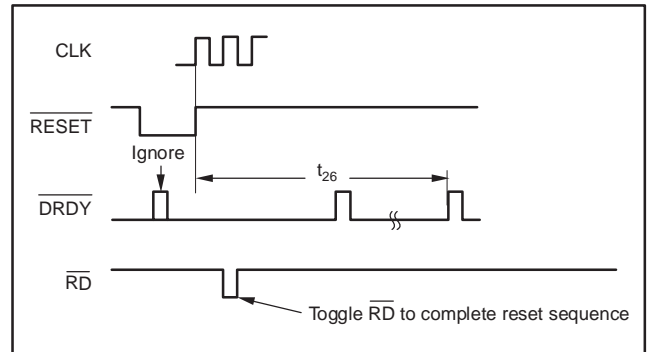 CLK
RESET
Ignore
t26
DRDY
RD
Toggle RD to complete reset sequence